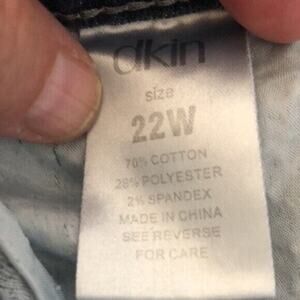 dkin
size
22W
70% COTTON
28% POLYESTER
2% SPANDEX
MADE IN CHINA
SEE REVERSE
FOR CARE